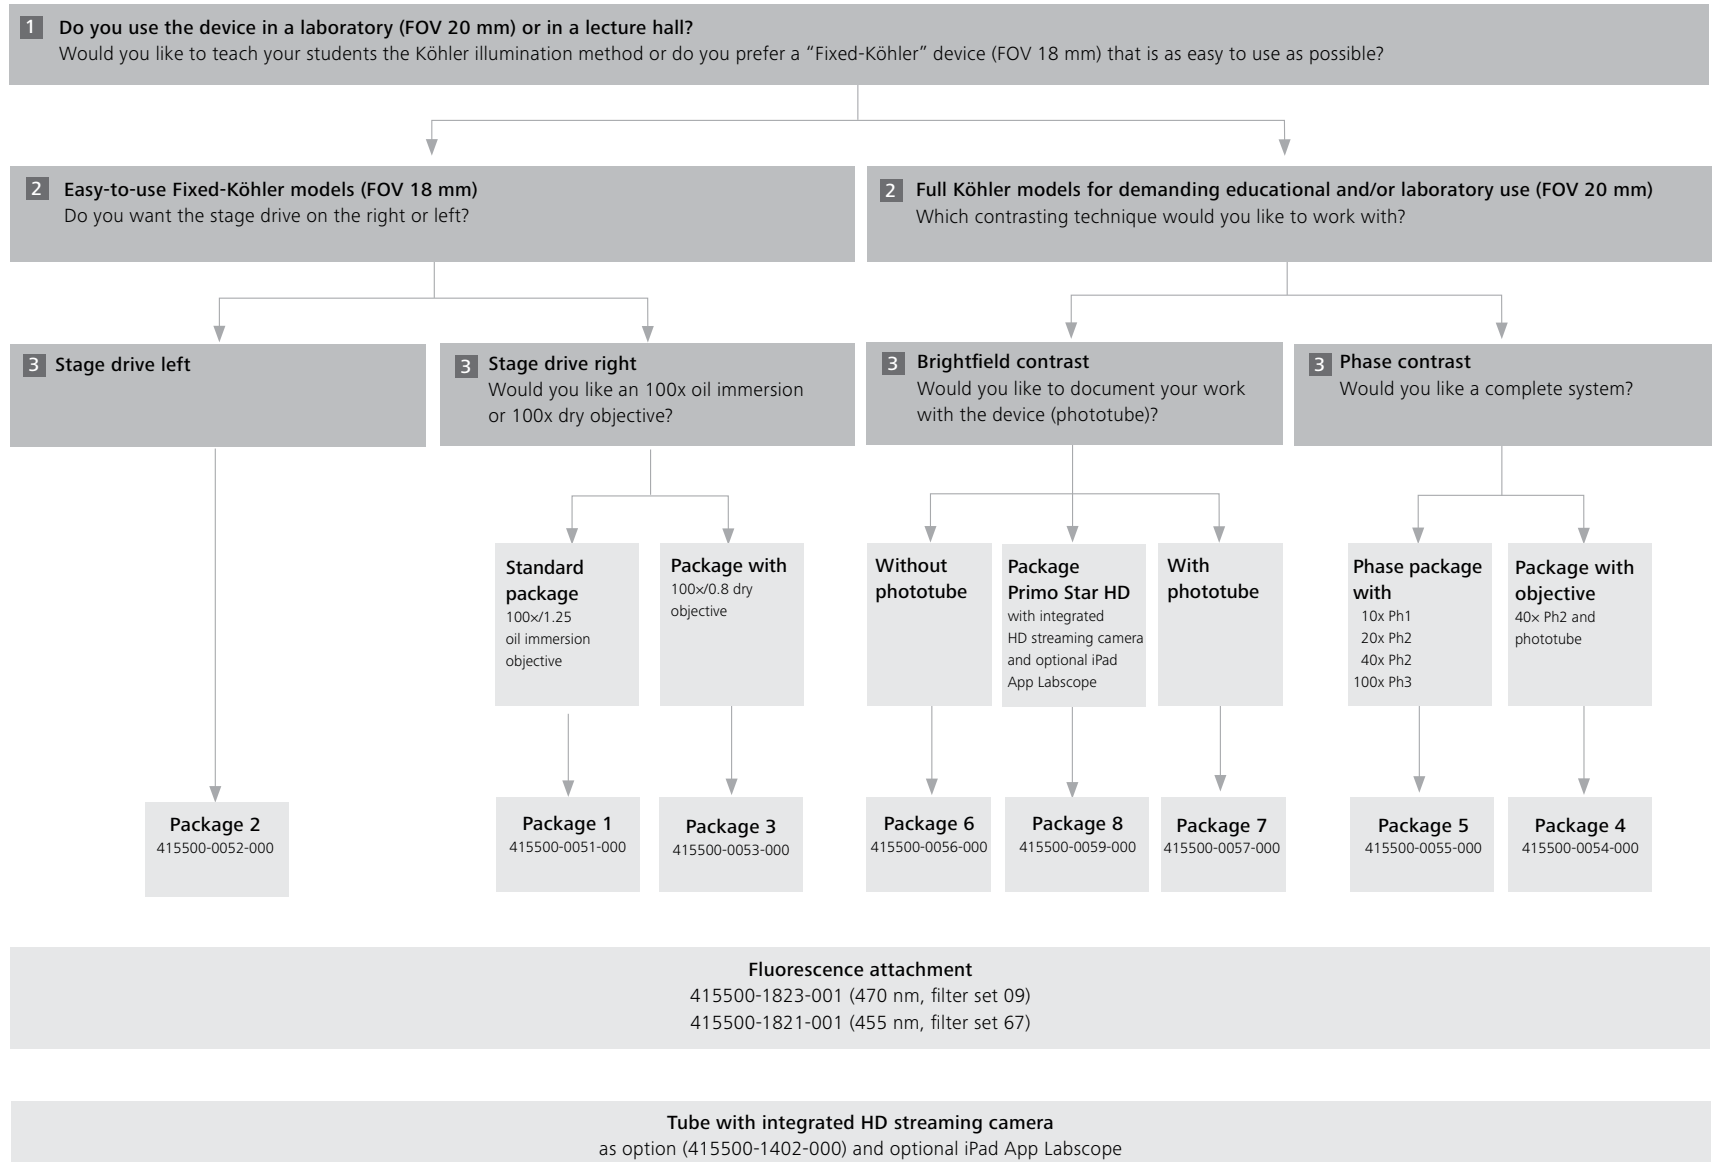 1 Do you use the device in a laboratory (FOV 20 mm) or in a lecture hall?
Would you like to teach your students the Köhler illumination method or do you prefer a “Fixed-Köhler” device (FOV 18 mm) that is as easy to use as possible?
2 Easy-to-use Fixed-Köhler models (FOV 18 mm)
Do you want the stage drive on the right or left?
2 Full Köhler models for demanding educational and/or laboratory use (FOV 20 mm)
Which contrasting technique would you like to work with?
3 Stage drive left
3 Stage drive right
Would you like an 100x oil immersion
or 100x dry objective?
3 Brightfield contrast
Would you like to document your work
with the device (phototube)?
3 Phase contrast
Would you like a complete system?
Standard
package
100×/1.25
oil immersion
objective
Package with
100×/0.8 dry
objective
Without
phototube
Package
Primo Star HD
with integrated
HD streaming camera
and optional iPad
App Labscope
With
phototube
Phase package
with
10x Ph1
20x Ph2
40x Ph2
100x Ph3
Package with
objective
40× Ph2 and
phototube
Package 2
415500-0052-000
Package 1
415500-0051-000
Package 3
415500-0053-000
Package 6
415500-0056-000
Package 8
415500-0059-000
Package 7
415500-0057-000
Package 5
415500-0055-000
Package 4
415500-0054-000
Fluorescence attachment
415500-1823-001 (470 nm, filter set 09)
415500-1821-001 (455 nm, filter set 67)
Tube with integrated HD streaming camera
as option (415500-1402-000) and optional iPad App Labscope